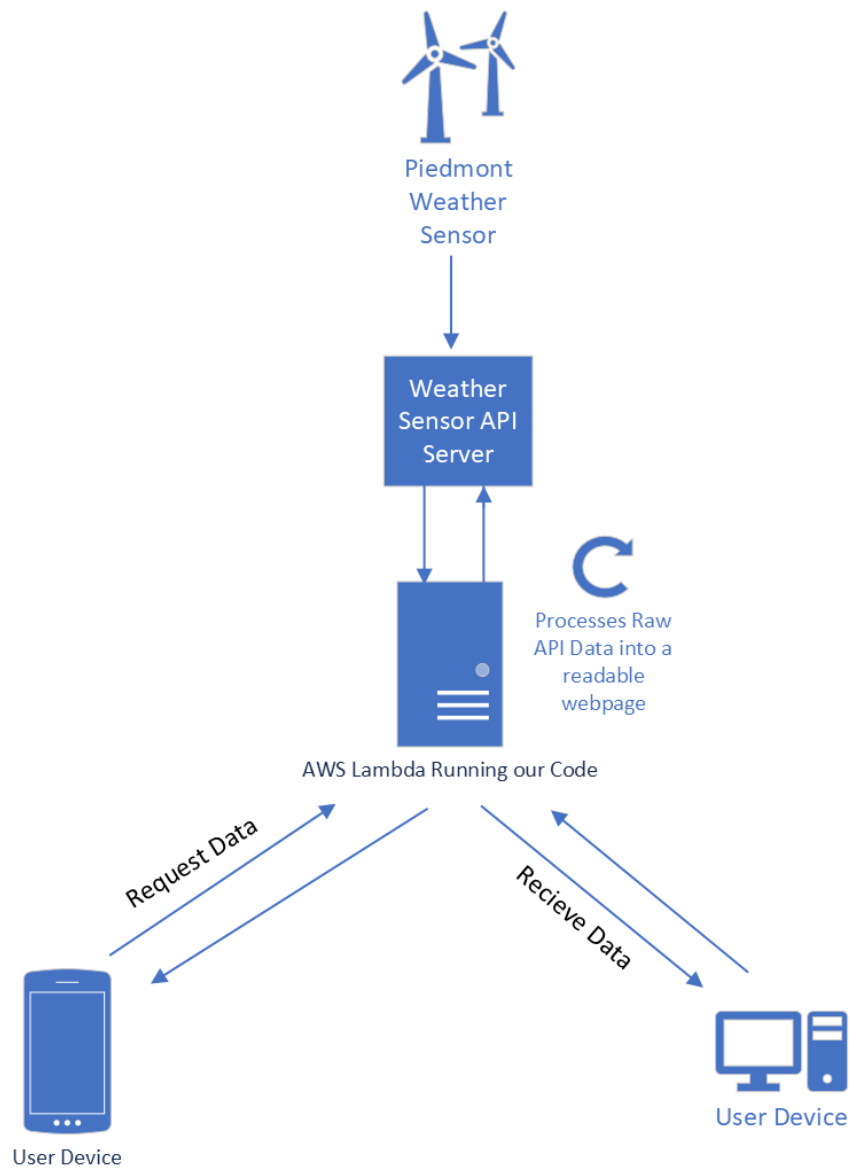 Piedmont
Weather
Sensor
Weather
Sensor API
Server
Processes Raw
API Data into a
readable
webpage
AWS Lambda Running our Code
Request Data
Recieve Data
User Device
User Device